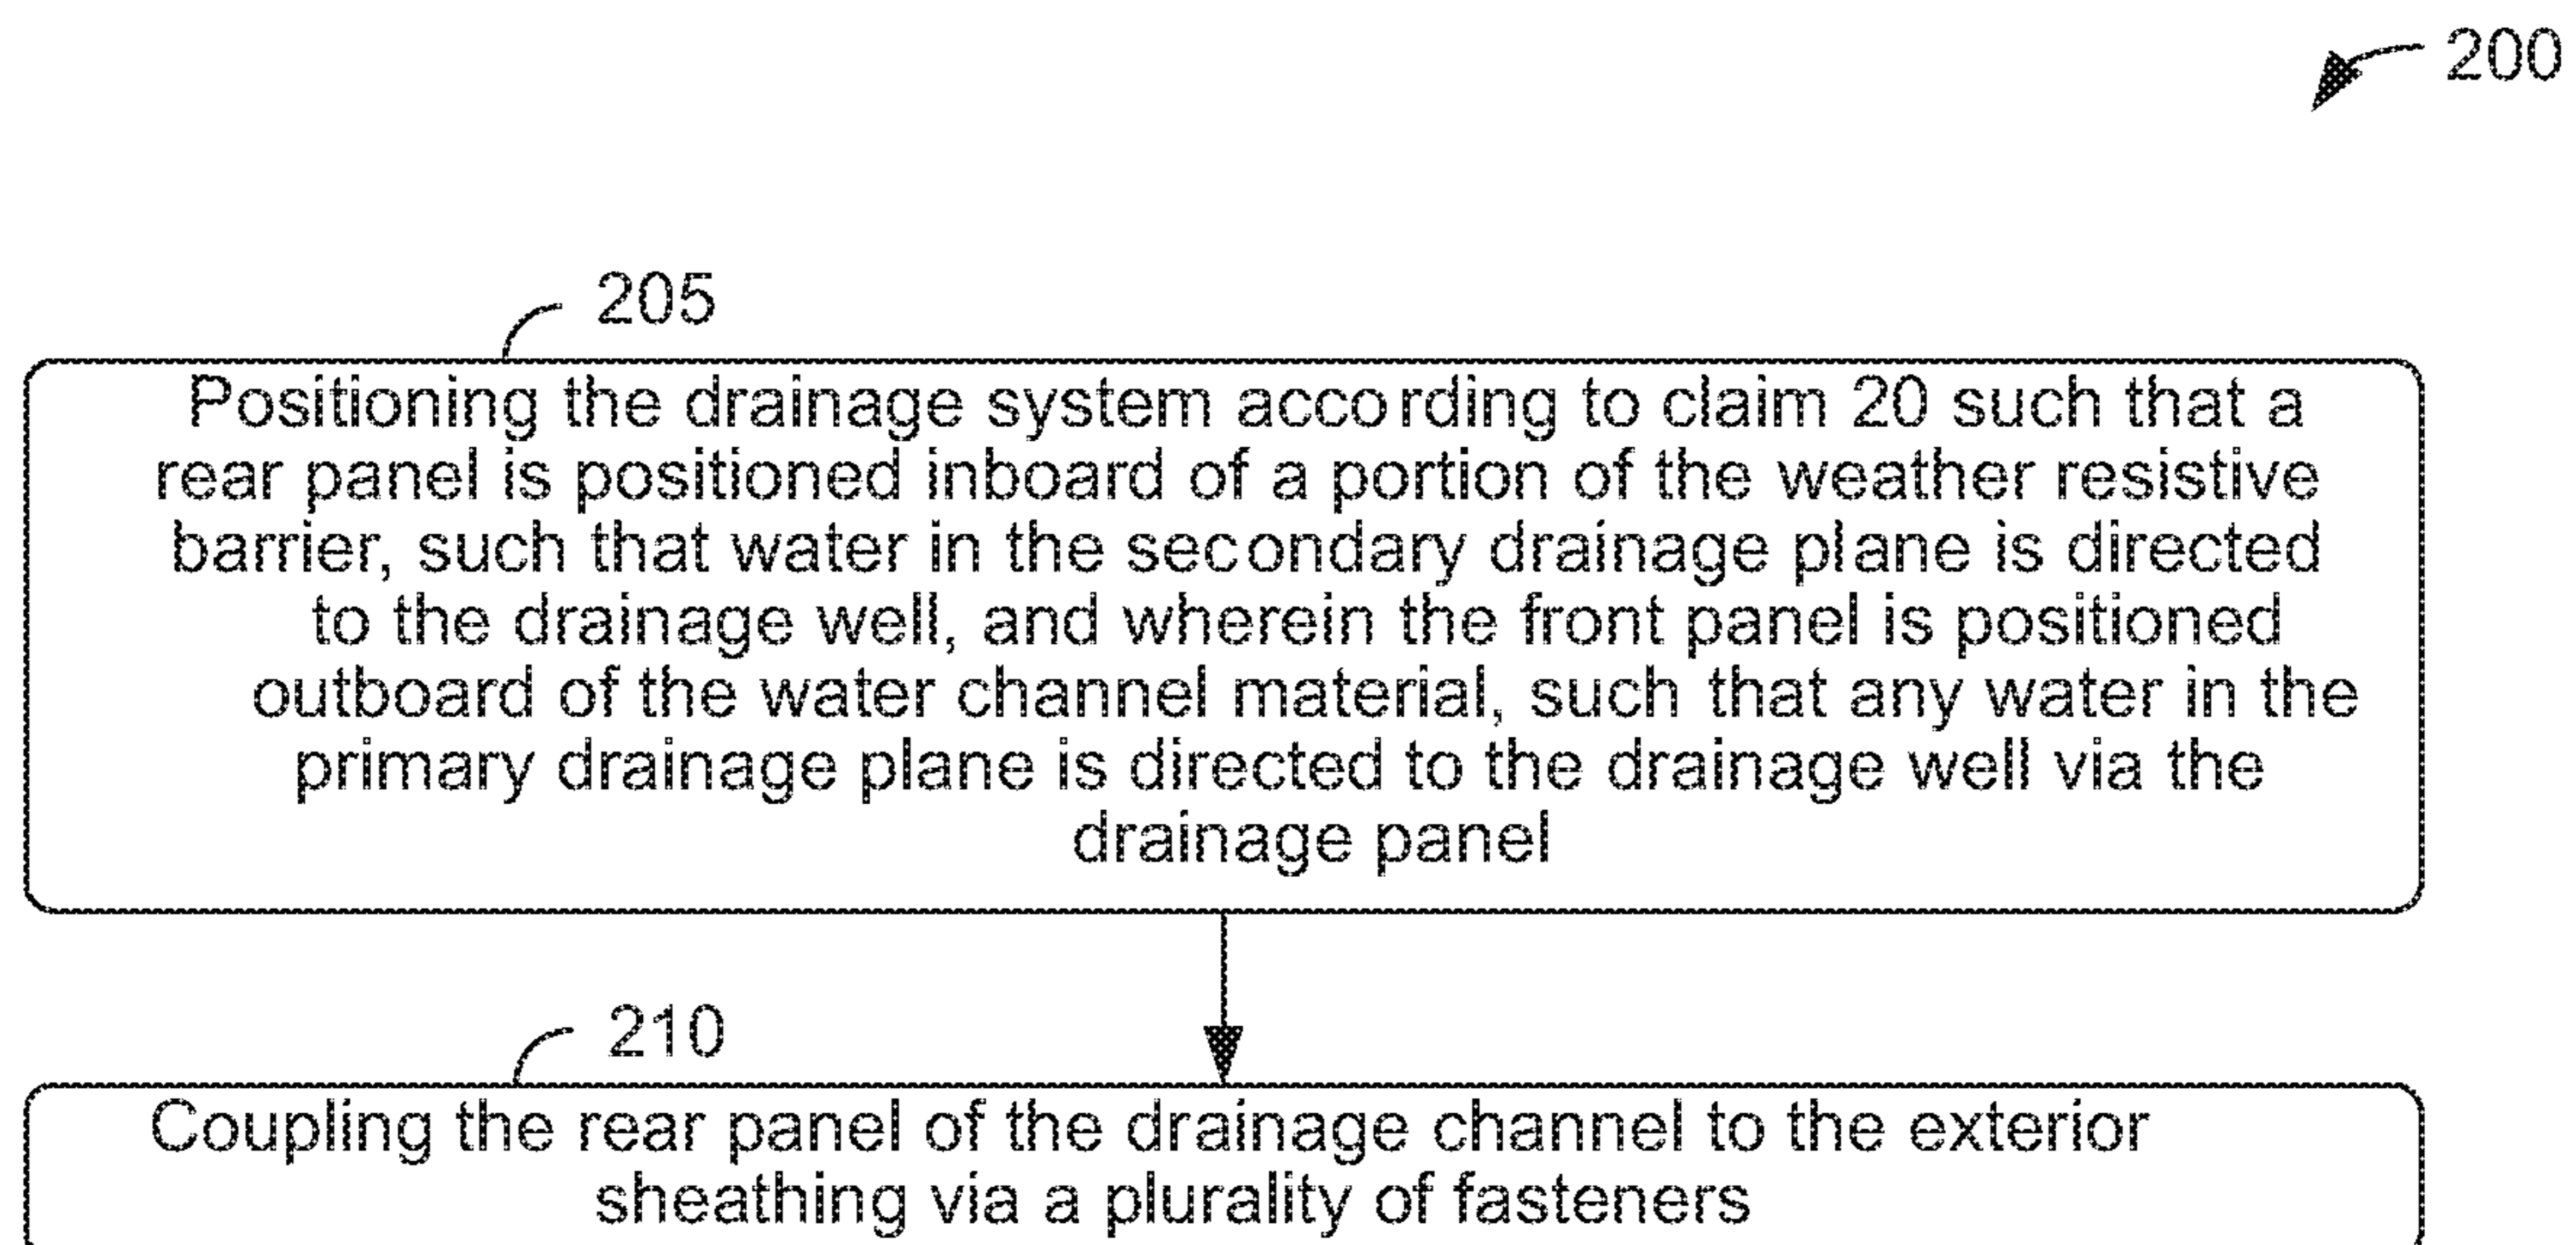 200
205
Positioning the drainage system according to claim 20 such that a
rear panel is positioned inboard of a portion of the weather resistive
barrier, such that water in the secondary drainage plane is directed
to the drainage well, and wherein the front panel is positioned
outboard of the water channel material, such that any water in the
primary drainage plane is directed to the drainage well via the
drainage panel
210
Coupling the rear panel of the drainage channel to the exterior
sheathing via a plurality of fasteners